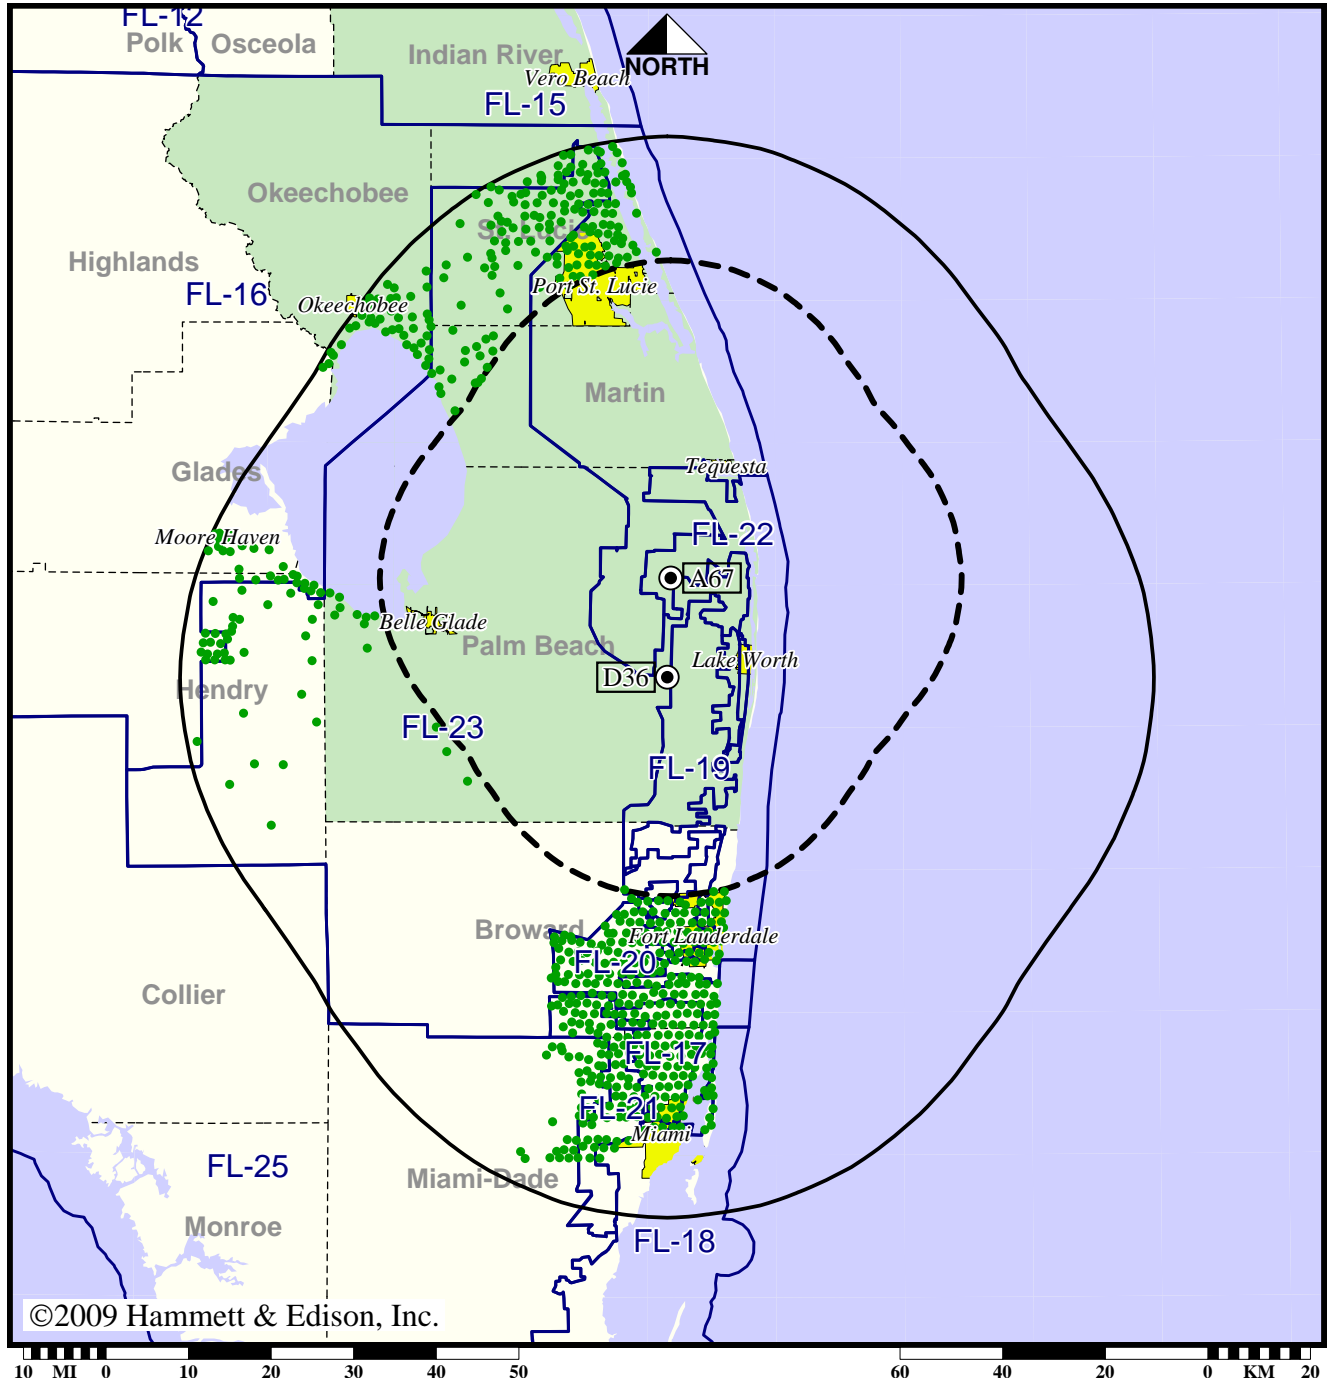 FL-12
Polk
Osceola
Indian River
NORTH
Vero Beach
FL-15
Okeechobee
St. Lucie
Highlands
FL-16
Port St. Lucie
Okeechobee
Martin
Tequesta
Glades
Moore Haven
FL-22
A67
Belle Glade
Palm Beach
Lake Worth
D36
Hendry
FL-23
FL-19
Broward
Fort Lauderdale
FL-20
Collier
FL-17
FL-21
Miami
FL-25
Miami-Dade
Monroe
FL-18
©2009 Hammett & Edison, Inc.
10 MI 0 10 20 30 40 50
60 40 20 0 KM 20